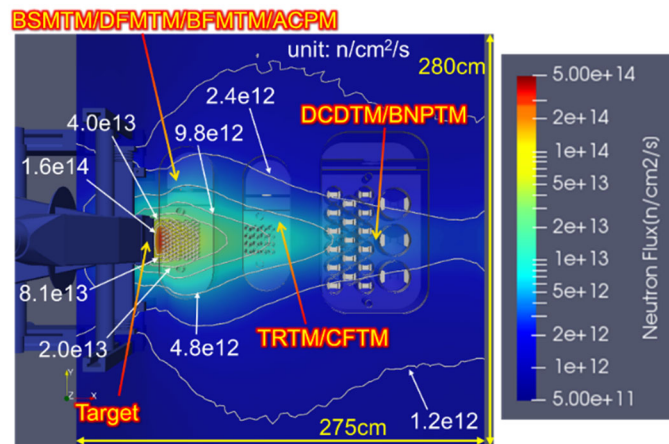 BSMTM/DFMTM/BFMTM/ACPM
unit: n/cm²/s
280cm
2.4e12
DCDTM/BNPTM
4.0e13
9.8e12
1.6e14
8.1e13
2.0e13
4.8e12
TRTM/CFTM
Target
1.2e12
275cm
Y
Z
X
5.00e+14
2e+14
1e+14
5e+13
2e+13
1e+13
5e+12
2e+12
1e+12
5.00e+11
Neutron Flux(n/cm2/s)